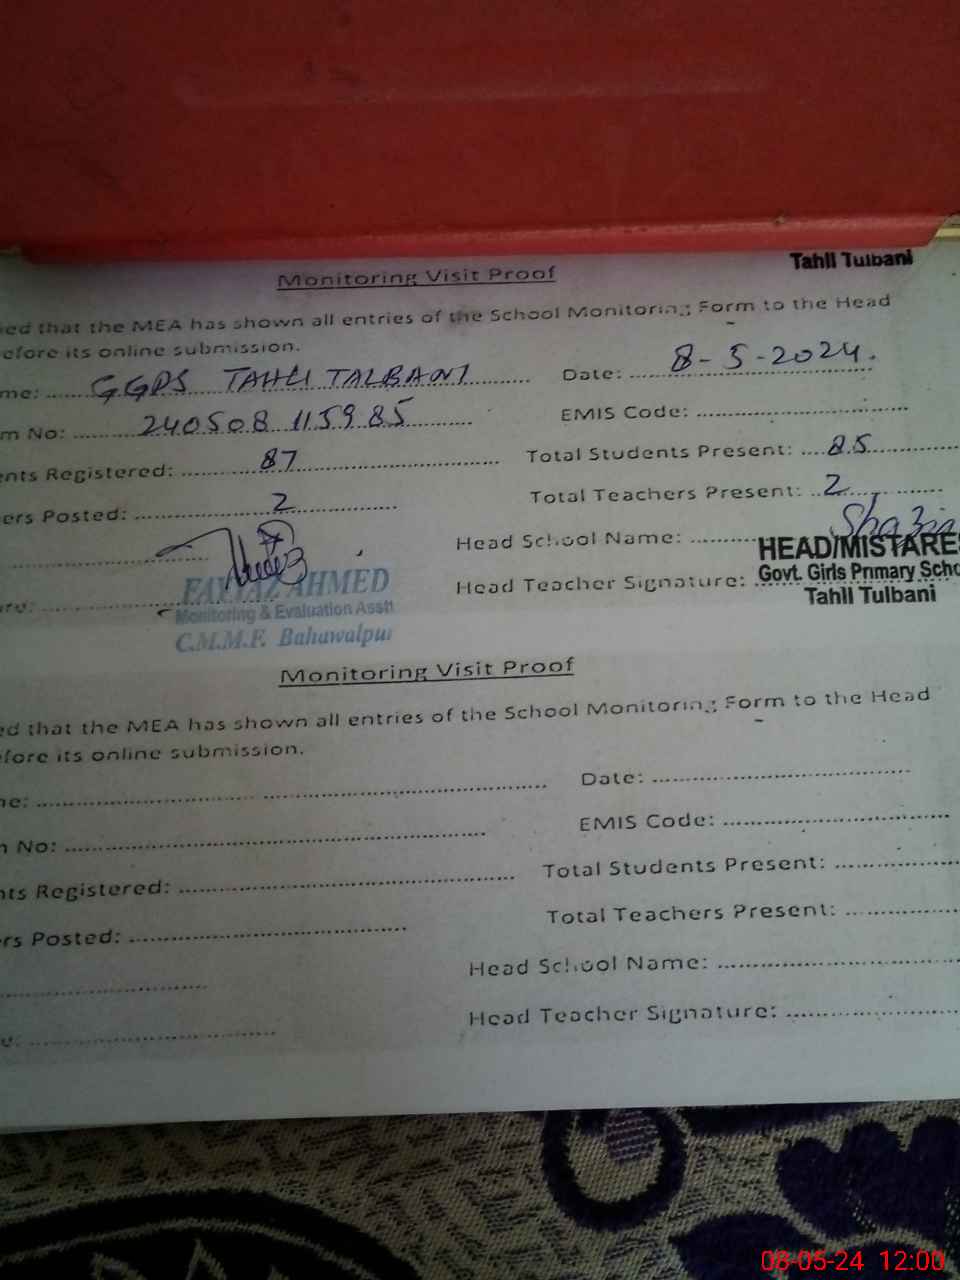 Tahli Tulbani
Monitoring Visit Proof
ed that the MEA has shown all entries of the School Monitoring Form to the Head
efore its online submission.
me: GGPS TAHLI TALBANI Date: 8-5-2024.
m No: 240508 115985 EMIS Code:
nts Registered: 87 Total Students Present: 85
ers Posted: 2 Total Teachers Present: 2
Head School Name: Shazia
HEAD/MISTARES
Head Teacher Signature: Govt. Girls Primary Scho
Tahli Tulbani
FAYYAZ AHMED
Monitoring & Evaluation Asstt
C.M.M.F. Bahawalpur
Monitoring Visit Proof
ed that the MEA has shown all entries of the School Monitoring Form to the Head
efore its online submission.
ne: Date:
n No: EMIS Code:
nts Registered: Total Students Present:
rs Posted: Total Teachers Present:
Head School Name:
Head Teacher Signature:
08-05-24 12:00